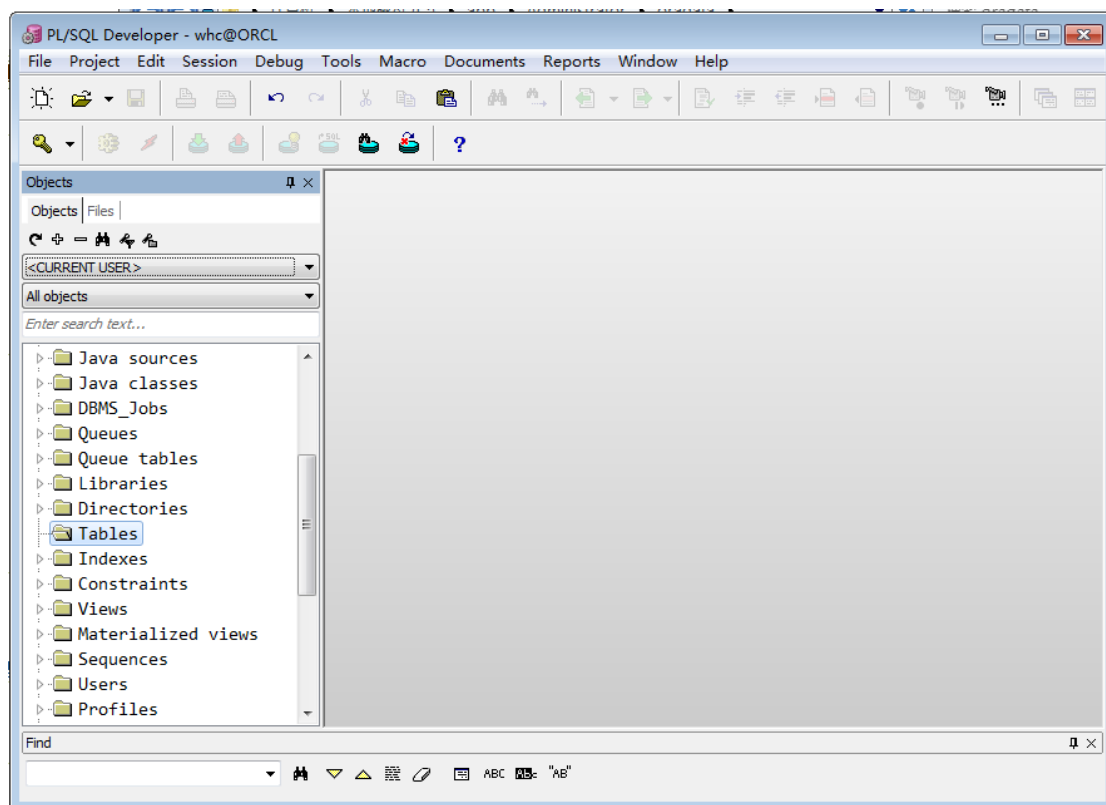 PL/SQL Developer - whc@ORCL
File Project Edit Session Debug Tools Macro Documents Reports Window Help
SQL
?
Objects
Objects Files
<CURRENT USER>
All objects
Enter search text...
Java sources
Java classes
DBMS_Jobs
Queues
Queue tables
Libraries
Directories
Tables
Indexes
Constraints
Views
Materialized views
Sequences
Users
Profiles
Find
ABC ABc "AB"